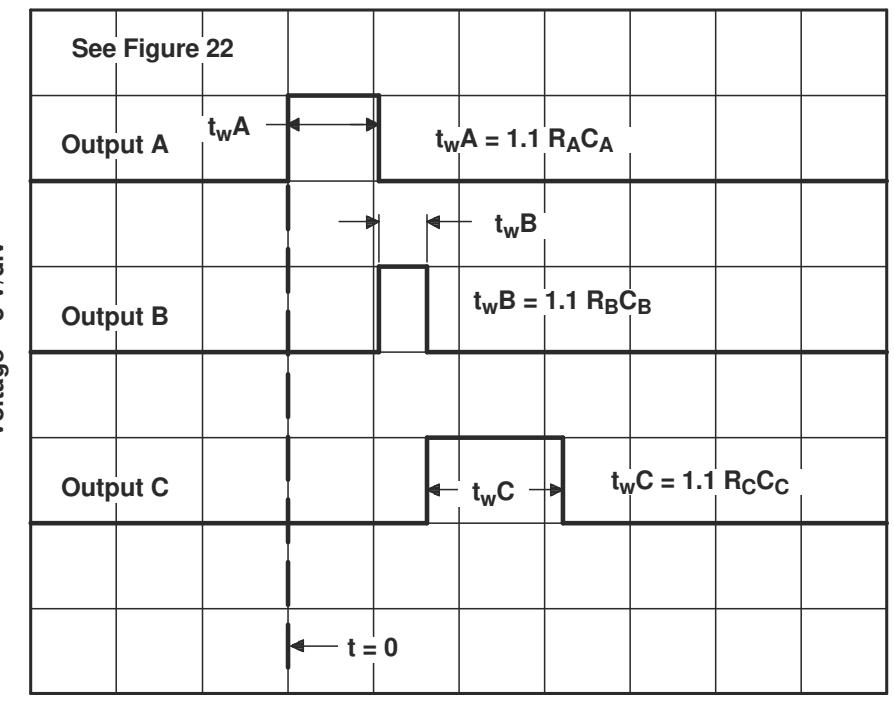 See Figure 22
Output A
twA
twA = 1.1 RACA
twB
Output B
twB = 1.1 RBCB
Output C
twC
twC = 1.1 RCCC
t = 0